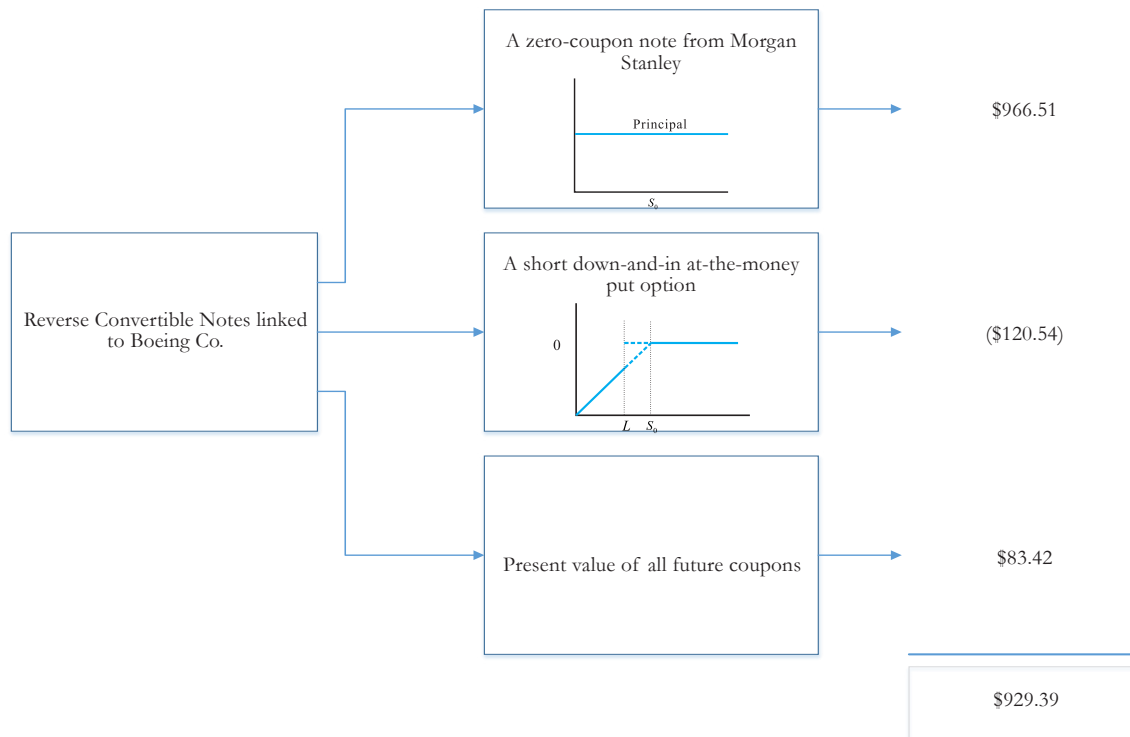 A zero-coupon note from Morgan
Stanley
Principal
S₀
$966.51
Reverse Convertible Notes linked
to Boeing Co.
A short down-and-in at-the-money
put option
0
L S₀
($120.54)
Present value of all future coupons
$83.42
$929.39